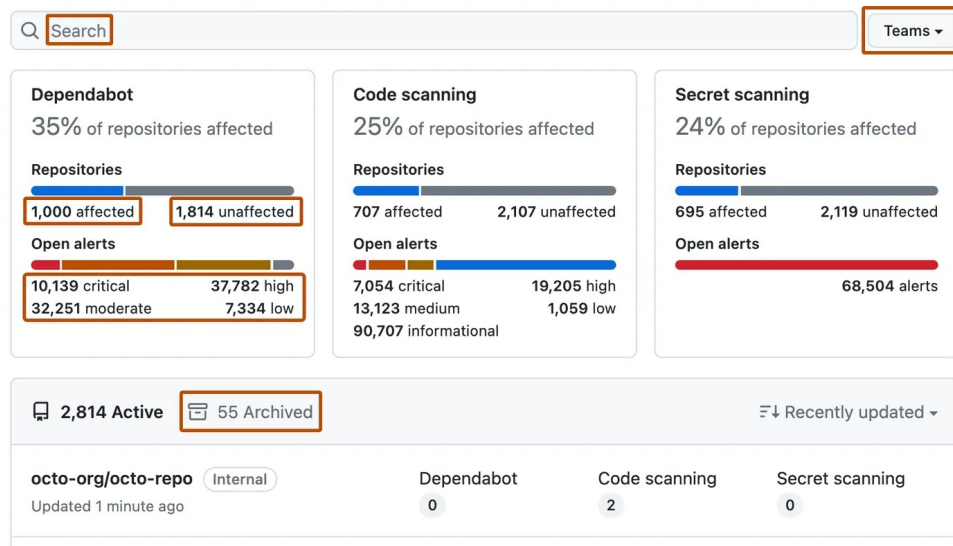 Search
Teams
Dependabot
35% of repositories affected
Repositories
1,000 affected 1,814 unaffected
Open alerts
10,139 critical 37,782 high
32,251 moderate 7,334 low
Code scanning
25% of repositories affected
Repositories
707 affected 2,107 unaffected
Open alerts
7,054 critical 19,205 high
13,123 medium 1,059 low
90,707 informational
Secret scanning
24% of repositories affected
Repositories
695 affected 2,119 unaffected
Open alerts
68,504 alerts
2,814 Active 55 Archived Recently updated
octo-org/octo-repo Internal Dependabot Code scanning Secret scanning
Updated 1 minute ago 0 2 0